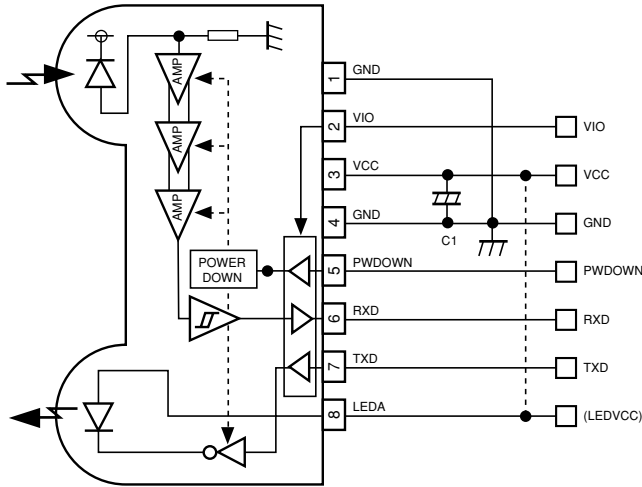 AMP
AMP
AMP
POWER
DOWN
1 GND
2 VIO VIO
3 VCC VCC
4 GND GND
C1
5 PWDOWN PWDOWN
6 RXD RXD
7 TXD TXD
8 LEDA (LEDVCC)